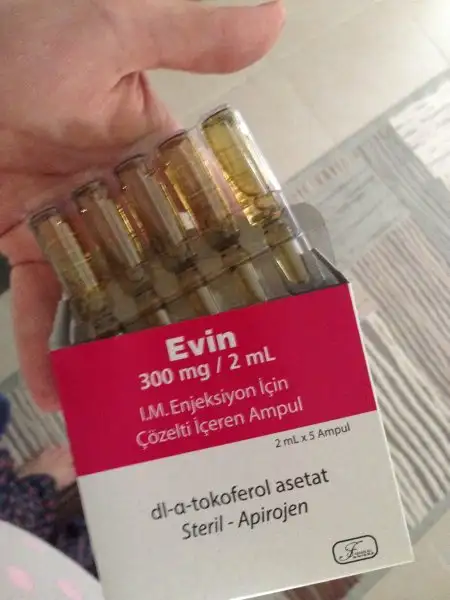 Evin
300 mg / 2 mL
I.M. Enjeksiyon İçin
Çözelti İçeren Ampul
2 mL x 5 Ampul
dl-α-tokoferol asetat
Steril - Apirojen